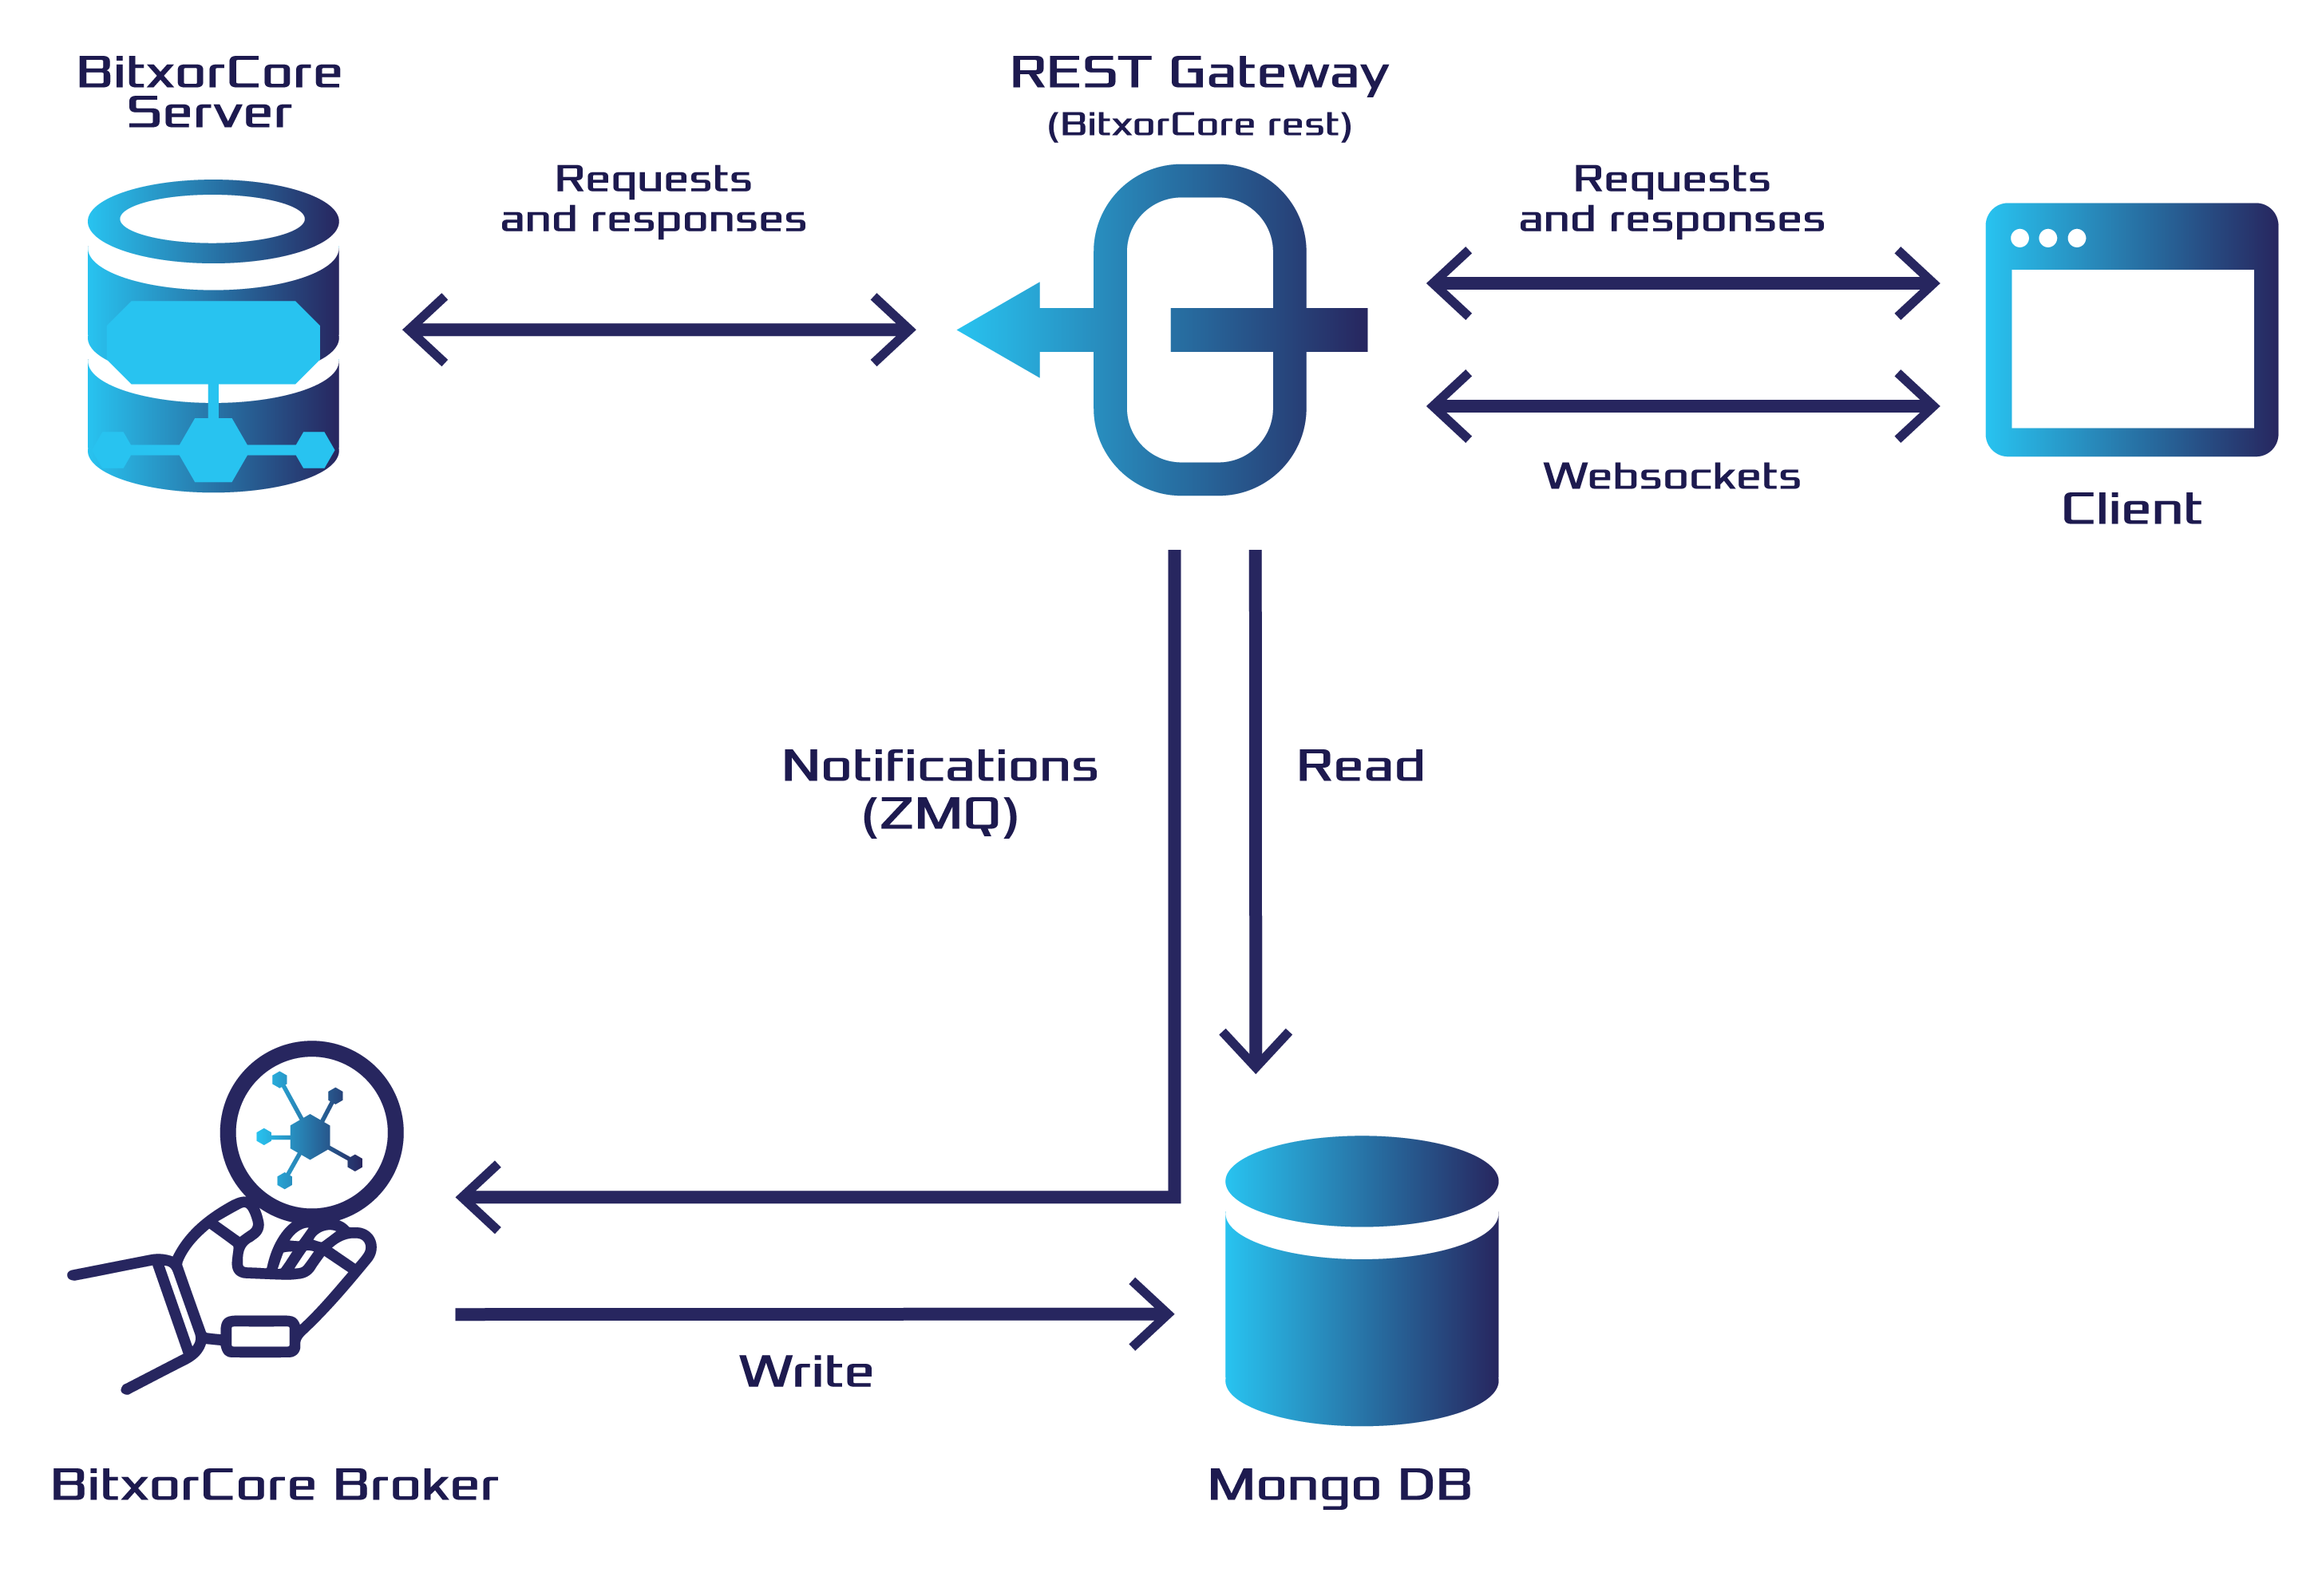 BitxorCore
Server
REST Gateway
(BitxorCore rest)
Requests
and responses
Requests
and responses
Websockets
Client
Notifications
(ZMQ)
Read
Write
BitxorCore Broker
Mongo DB